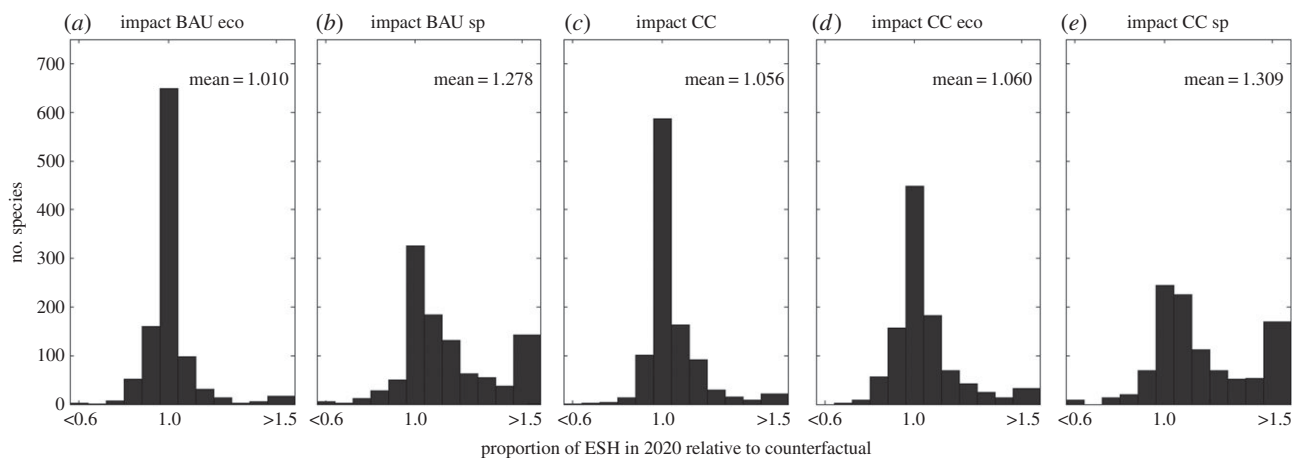 (a) impact BAU eco (b) impact BAU sp (c) impact CC (d) impact CC eco (e) impact CC sp
700
mean = 1.010 mean = 1.278 mean = 1.056 mean = 1.060 mean = 1.309
600
500
400
no. species
300
200
100
0
<0.6 1.0 >1.5 <0.6 1.0 >1.5 <0.6 1.0 >1.5 <0.6 1.0 >1.5 <0.6 1.0 >1.5
proportion of ESH in 2020 relative to counterfactual